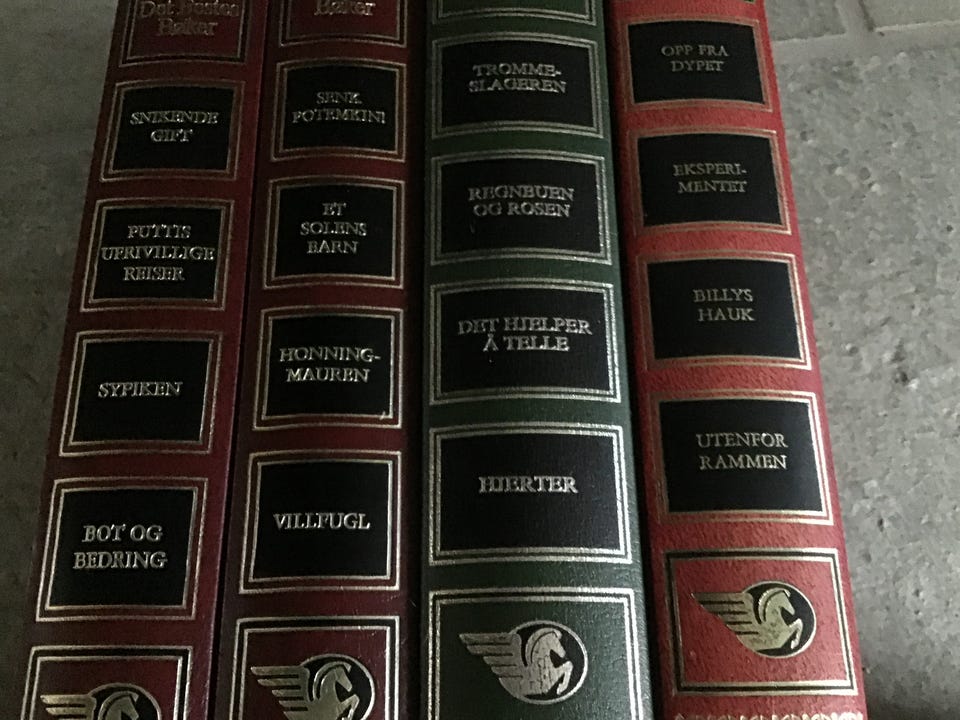 Det Bestes
Bøker
SNIKENDE
GIFT
PUTTIS
UFRIVILLIGE
REISER
SYPIKEN
BOT OG
BEDRING
Bøker
SENK
POTEMKIN!
ET
SOLENS
BARN
HONNING-
MAUREN
VILLFUGL
TROMME-
SLAGEREN
REGNBUEN
OG ROSEN
DET HJELPER
Å TELLE
HJERTER
OPP FRA
DYPET
EKSPERI-
MENTET
BILLYS
HAUK
UTENFOR
RAMMEN